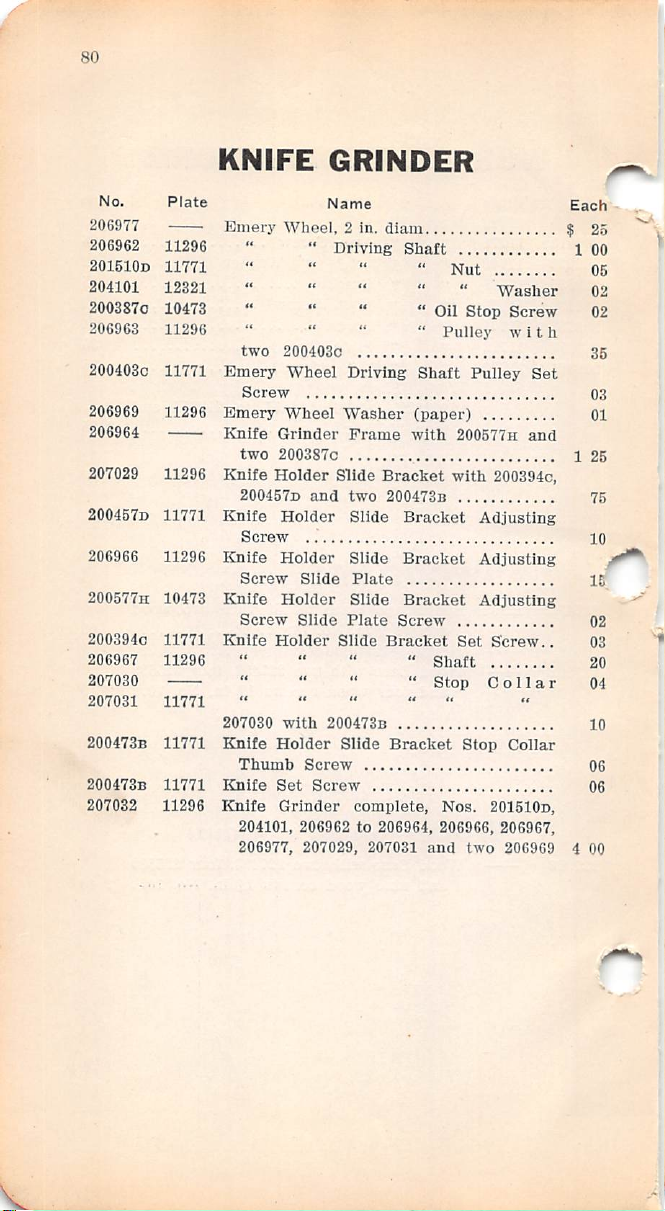 80
KNIFE GRINDER
No. Plate Name Each
206977 —— Emery Wheel, 2 in. diam................ $ 25
206962 11296 “ “ Driving Shaft ............ 1 00
201510D 11771 “ “ “ “ Nut ........ 05
204101 12321 “ “ “ “ “ Washer 02
200387C 10473 “ “ “ “ Oil Stop Screw 02
206963 11296 “ “ “ “ Pulley with
two 200403C ........................ 35
200403C 11771 Emery Wheel Driving Shaft Pulley Set
Screw .............................. 03
206969 11296 Emery Wheel Washer (paper) ......... 01
206964 —— Knife Grinder Frame with 200577H and
two 200387C ......................... 1 25
207029 11296 Knife Holder Slide Bracket with 200394C,
200457D and two 200473B ............ 75
200457D 11771 Knife Holder Slide Bracket Adjusting
Screw .............................. 10
206966 11296 Knife Holder Slide Bracket Adjusting
Screw Slide Plate .................. 15
200577H 10473 Knife Holder Slide Bracket Adjusting
Screw Slide Plate Screw ............ 02
200394C 11771 Knife Holder Slide Bracket Set Screw.. 03
206967 11296 “ “ “ “ Shaft ........ 20
207030 —— “ “ “ “ Stop Collar 04
207031 11771 “ “ “ “ “ “
207030 with 200473B ................... 10
200473B 11771 Knife Holder Slide Bracket Stop Collar
Thumb Screw ....................... 06
200473B 11771 Knife Set Screw ...................... 06
207032 11296 Knife Grinder complete, Nos. 201510D,
204101, 206962 to 206964, 206966, 206967,
206977, 207029, 207031 and two 206969 4 00